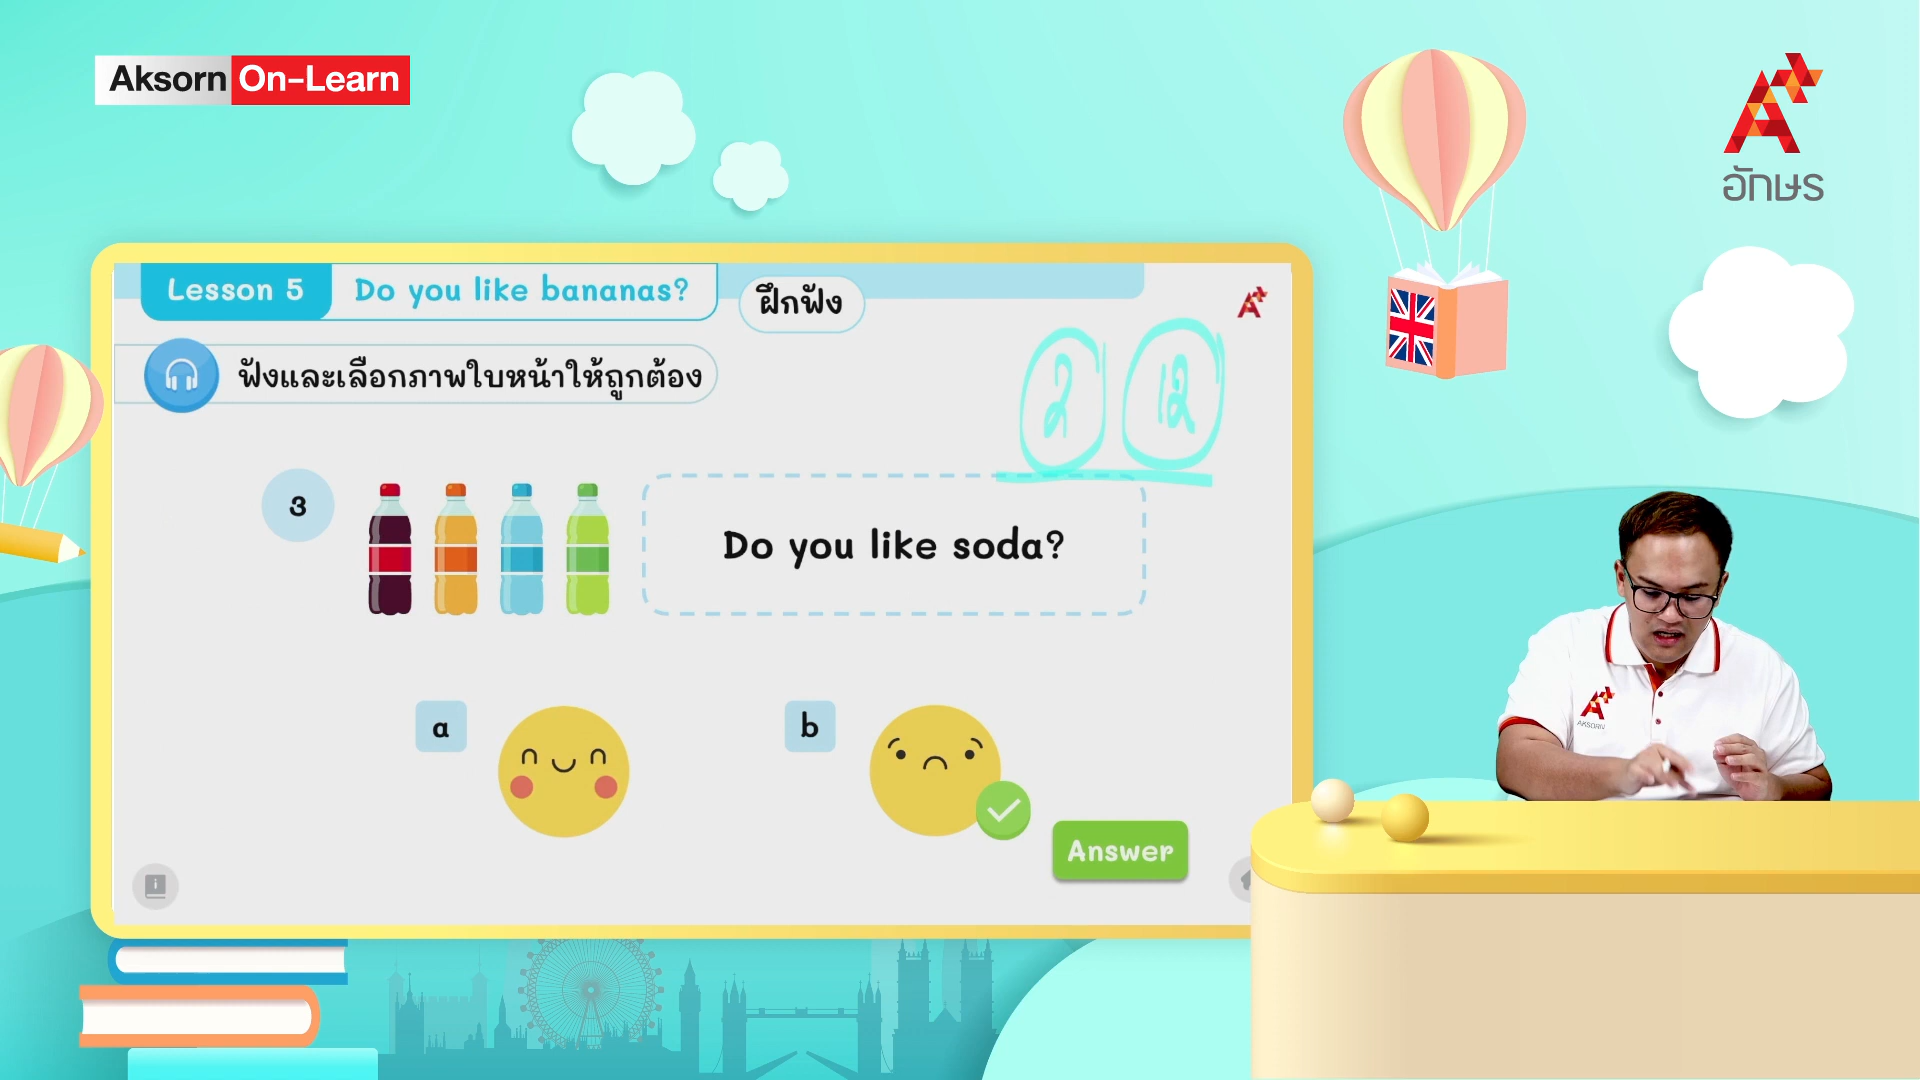 Aksorn On-Learn
อักษร
Lesson 5 Do you like bananas?
ฝึกฟัง
ฟังและเลือกภาพใบหน้าให้ถูกต้อง
3
Do you like soda?
a
b
Answer
AKSORN